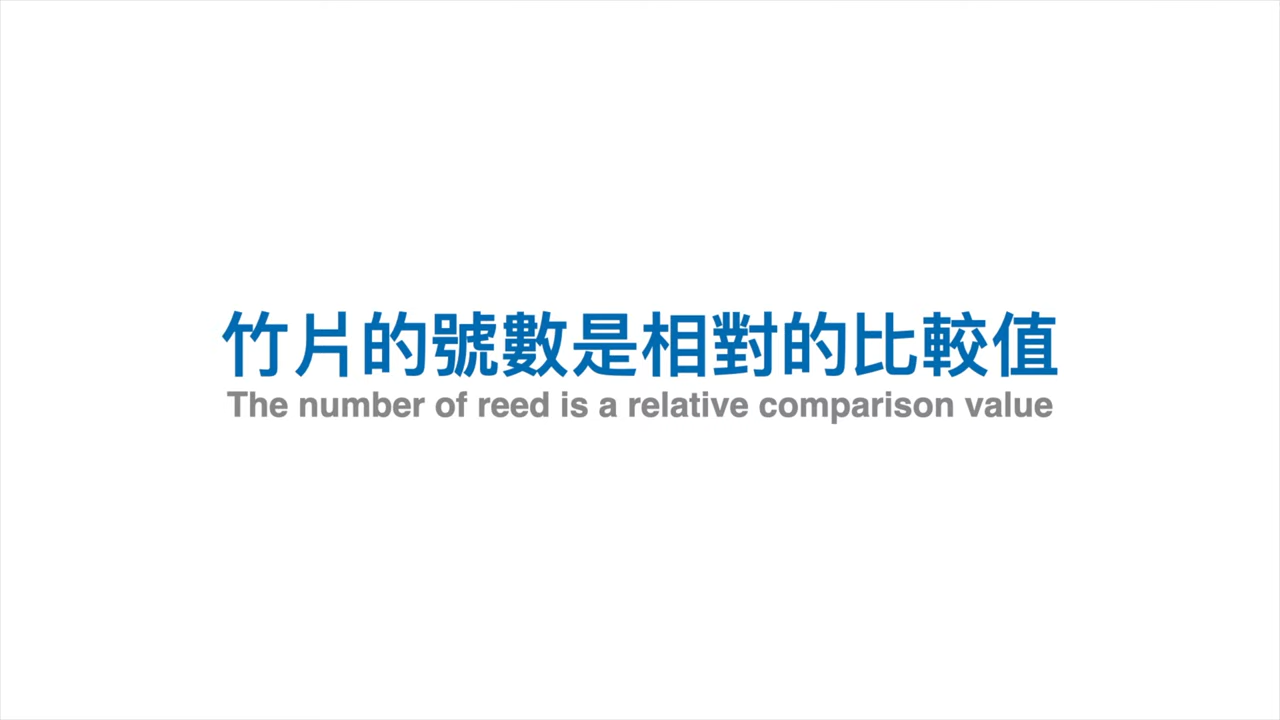 竹片的號數是相對的比較值
The number of reed is a relative comparison value